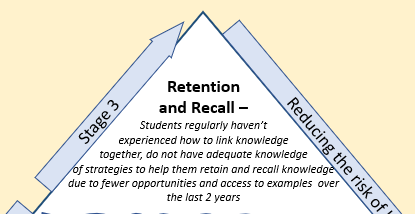 Retention
and Recall –
Students regularly haven't
experienced how to link knowledge
together, do not have adequate knowledge
of strategies to help them retain and recall knowledge
due to fewer opportunities and access to examples over
the last 2 years
Stage 3
Reducing the risk of